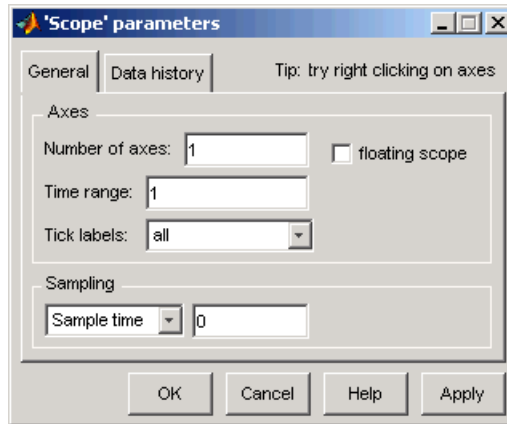 'Scope' parameters
General Data history Tip: try right clicking on axes
Axes
Number of axes: 1 floating scope
Time range: 1
Tick labels: all
Sampling
Sample time 0
OK Cancel Help Apply